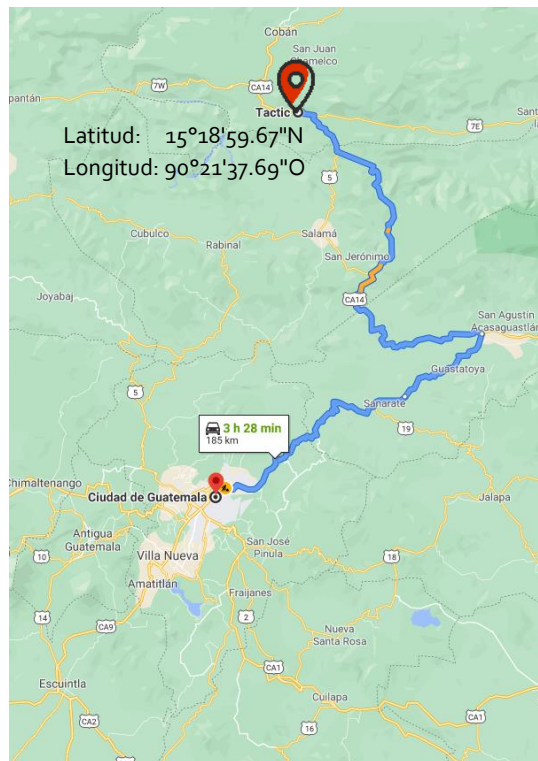 Cobán
San Juan
Chamelco
7W
CA14
pantán
Tactic
7E
Sant
Latitud: 15°18'59.67"N
Longitud: 90°21'37.69"O
5
Cubulco
Rabinal
Salamá
San Jerónimo
Joyabaj
CA14
San Agustín
Acasaguastlán
Guastatoya
5
Sanarate
19
3 h 28 min
185 km
Chimaltenango
Ciudad de Guatemala
Jalapa
Antigua
Guatemala
10
Villa Nueva
San José
Pinula
18
Amatitlán
Fraijanes
14
CA9
2
Nueva
Santa Rosa
CA1
Escuintla
Cuilapa
CA2
16
CA1